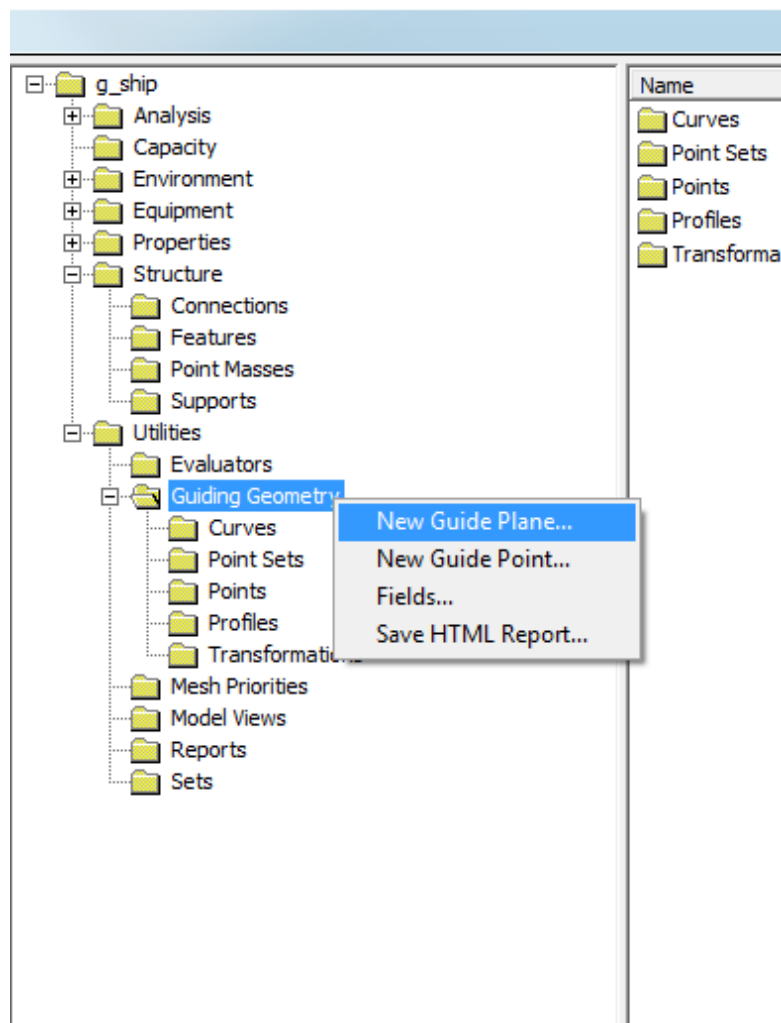 g_ship
Analysis
Capacity
Environment
Equipment
Properties
Structure
Connections
Features
Point Masses
Supports
Utilities
Evaluators
Guiding Geometry
Curves
Point Sets
Points
Profiles
Transformations
Mesh Priorities
Model Views
Reports
Sets
New Guide Plane...
New Guide Point...
Fields...
Save HTML Report...
Name
Curves
Point Sets
Points
Profiles
Transforma